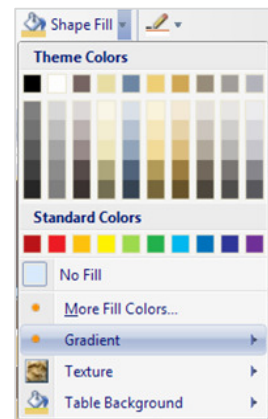 Shape Fill
Theme Colors
Standard Colors
No Fill
More Fill Colors...
Gradient
Texture
Table Background